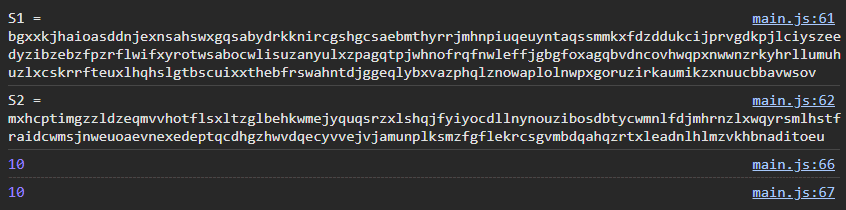 S1 = main.js:61
bgxxkjhaioasddnjexnsahswxgqsabydrkknircgshgcsaebmthyrrjmhnpiuqeuyntaqssmmkxfdzddukcijprvgdkpjlciyszee
dyzibzebzfpzrflwifxyrotwsabocwlisuzanyulxzpagqtpjwhnofrqfnwleffjgbgfoxagqbvdncovhwqpxnwwnzrkyhrllumuh
uzlxcskrrfteuxlhqhslgtbscuixxthebfrswahntdjggeqlybxvazphqlznowaplolnwpxgoruzirkaumikzxnuucbbavwsov
S2 = main.js:62
mxhcptimgzzldzeqmvvhotflsxltzglbehkwmejyquqsrzxlshqjfyiyocdllnynouzibosdbtycwmnlfdjmhrnzlxwqyrsmlhstf
raidcwmsjnweuoaevnexedeptqcdhgzhwvdqecyvvejvjamunplksmzfgflekrcsgvmbdqahqzrtxleadnlhlmzvkhbnaditoeu
10 main.js:66
10 main.js:67